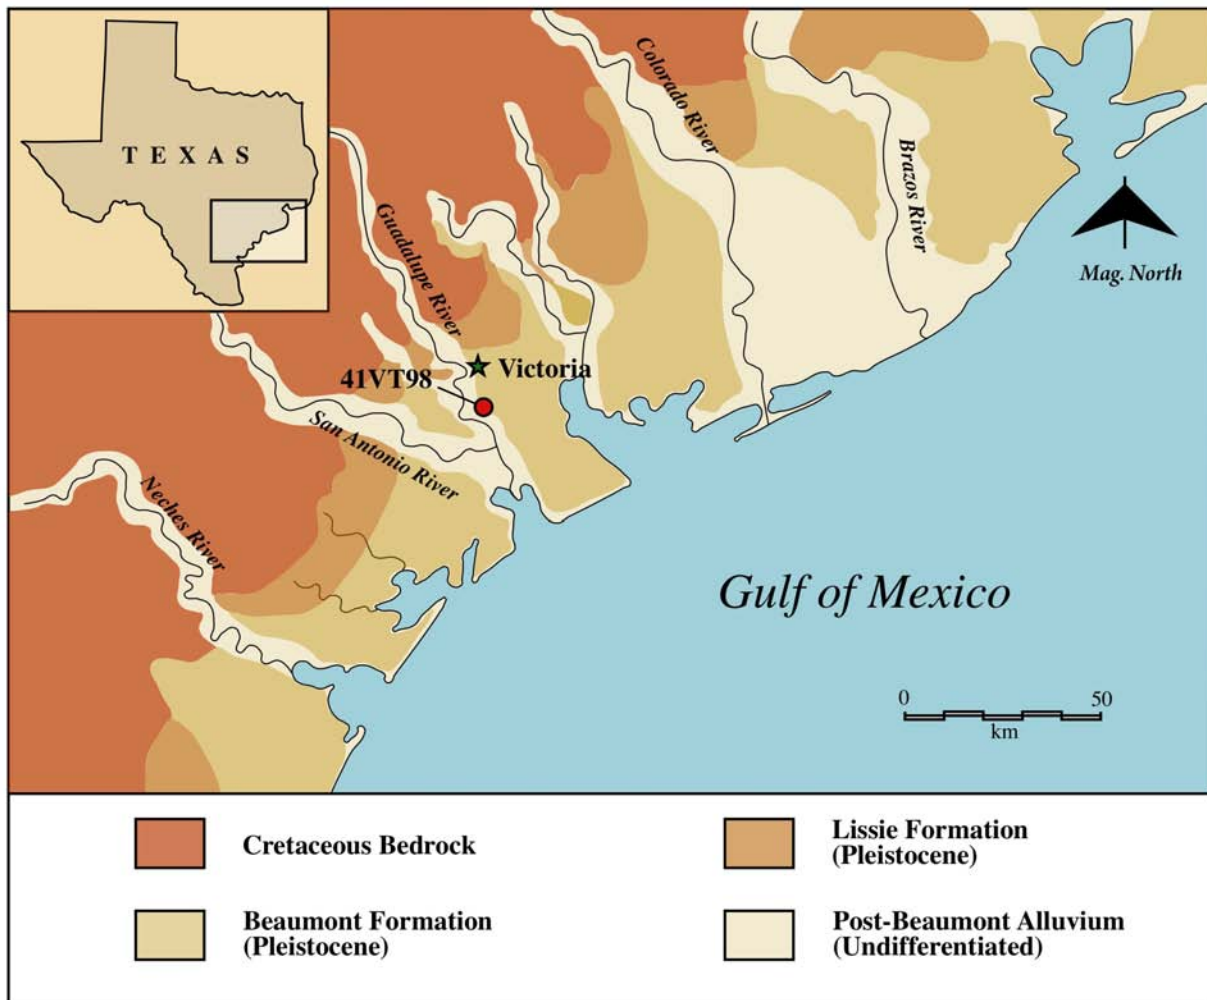 TEXAS
Colorado River
Brazos River
Guadalupe River
Mag. North
Victoria
41VT98
San Antonio River
Neches River
Gulf of Mexico
0 50
km
Cretaceous Bedrock
Lissie Formation
(Pleistocene)
Beaumont Formation
(Pleistocene)
Post-Beaumont Alluvium
(Undifferentiated)